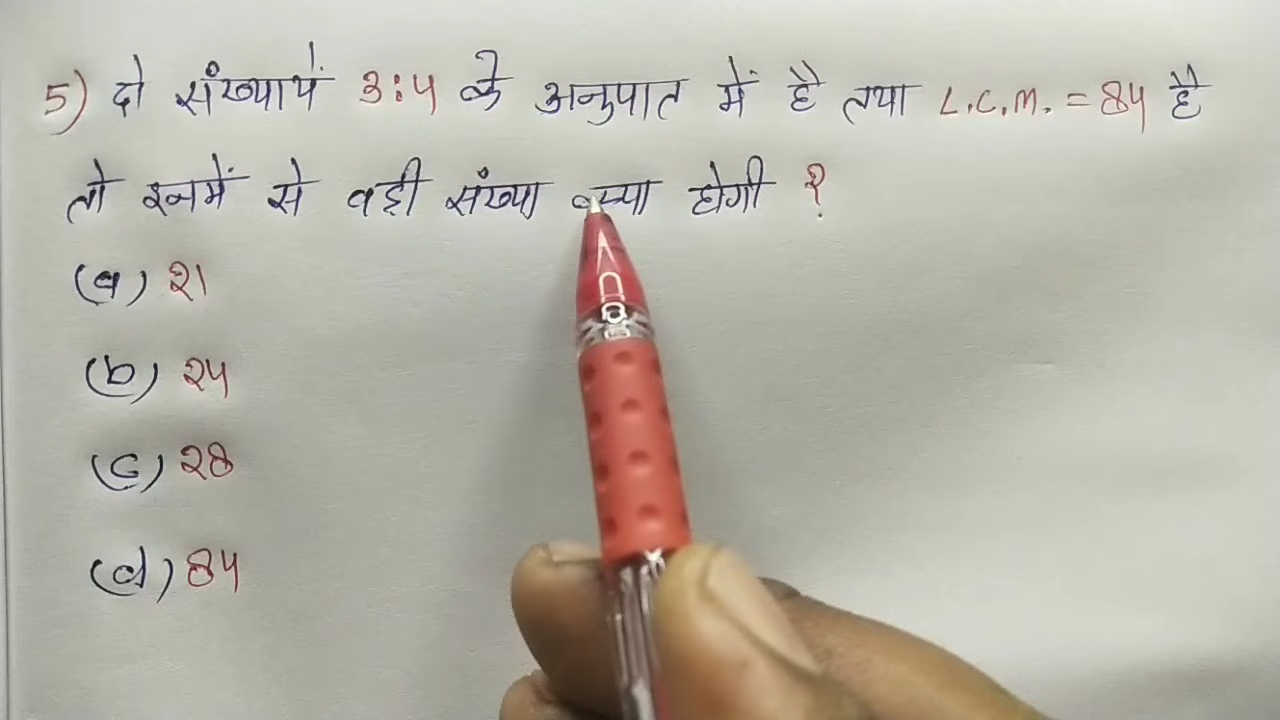 5) दो संख्यायें 3:4 के अनुपात में है तथा L.C.M. = 84 है
तो इनमें से बड़ी संख्या क्या होगी ?
(a) 21
(b) 24
(c) 28
(d) 84